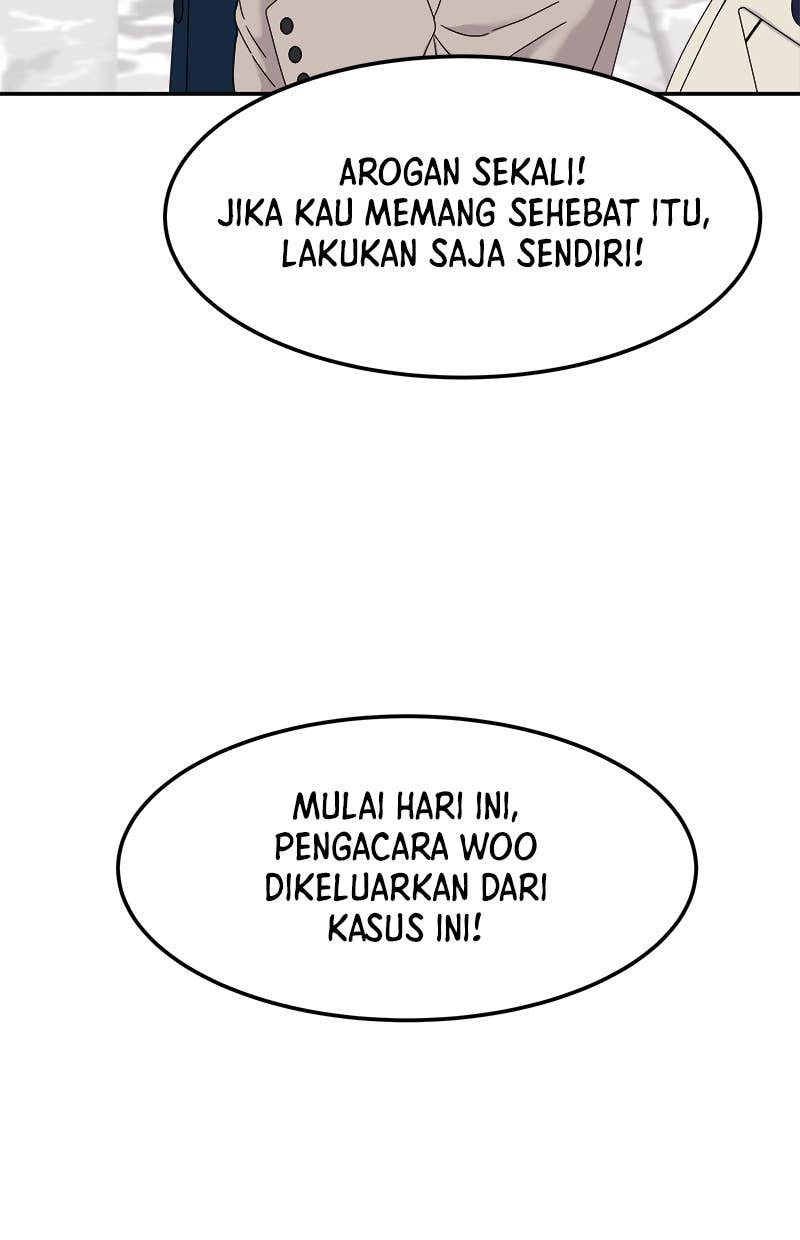 AROGAN SEKALI!
JIKA KAU MEMANG SEHEBAT ITU,
LAKUKAN SAJA SENDIRI!
MULAI HARI INI,
PENGACARA WOO
DIKELUARKAN DARI
KASUS INI!